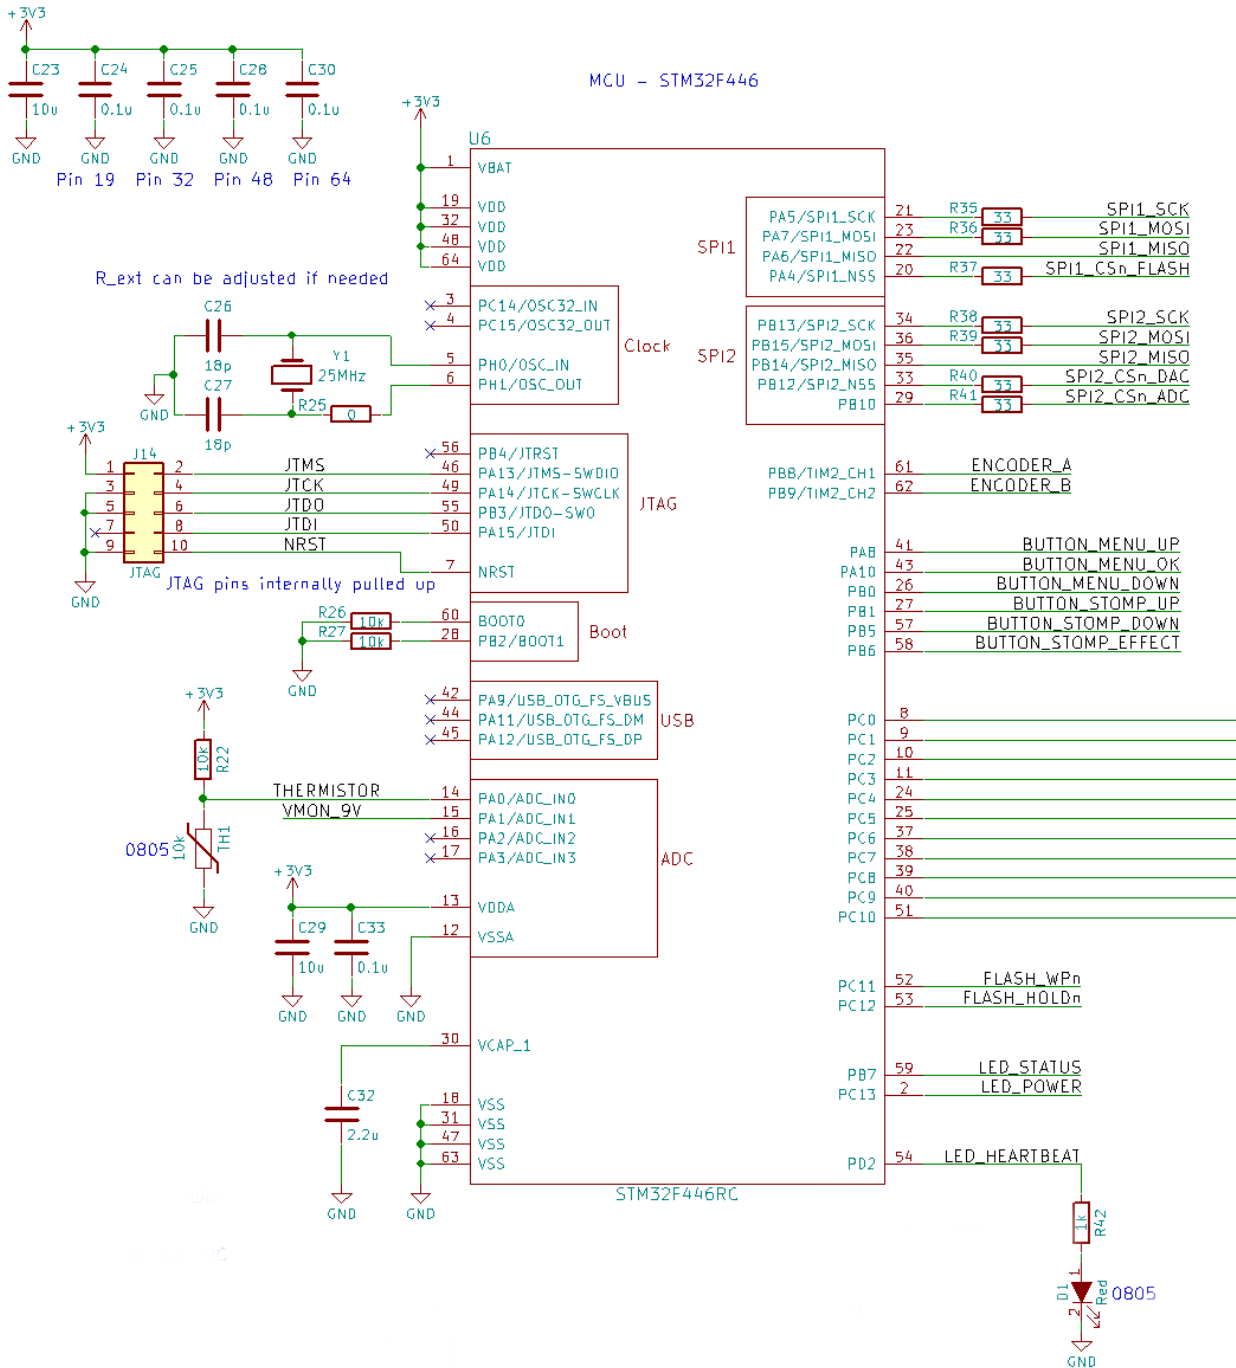 +3V3
C23 C24 C25 C28 C30
10u 0.1u 0.1u 0.1u 0.1u
GND GND GND GND GND
Pin 19 Pin 32 Pin 48 Pin 64
MCU - STM32F446
+3V3
U6
1 VBAT
19 VDD
32 VDD
48 VDD
64 VDD
R_ext can be adjusted if needed
C26
18p
C27
18p
GND
Y1
25MHz
R25
0
3 PC14/OSC32_IN
4 PC15/OSC32_OUT
5 PH0/OSC_IN
6 PH1/OSC_OUT
Clock
+3V3
J14
1 2 JTMS
3 4 JTCK
5 6 JTDO
7 8 JTDI
9 10 NRST
JTAG
GND
JTAG pins internally pulled up
56 PB4/JTRST
46 PA13/JTMS-SWDIO
49 PA14/JTCK-SWCLK
55 PB3/JTDO-SWO
50 PA15/JTDI
7 NRST
JTAG
R26 10k
R27 10k
GND
60 BOOT0
28 PB2/BOOT1
Boot
42 PA9/USB_OTG_FS_VBUS
44 PA11/USB_OTG_FS_DM
45 PA12/USB_OTG_FS_DP
USB
+3V3
10k R22
THERMISTOR
VMON_9V
0805 10k TH1
GND
14 PA0/ADC_IN0
15 PA1/ADC_IN1
16 PA2/ADC_IN2
17 PA3/ADC_IN3
ADC
+3V3
C29 C33
10u 0.1u
GND GND GND
13 VDDA
12 VSSA
30 VCAP_1
C32
2.2u
GND
18 VSS
31 VSS
47 VSS
63 VSS
GND
STM32F446RC
SPI1
PA5/SPI1_SCK 21 R35 33 SPI1_SCK
PA7/SPI1_MOSI 23 R36 33 SPI1_MOSI
PA6/SPI1_MISO 22 SPI1_MISO
PA4/SPI1_NSS 20 R37 33 SPI1_CSn_FLASH
SPI2
PB13/SPI2_SCK 34 R38 33 SPI2_SCK
PB15/SPI2_MOSI 36 R39 33 SPI2_MOSI
PB14/SPI2_MISO 35 SPI2_MISO
PB12/SPI2_NSS 33 R40 33 SPI2_CSn_DAC
PB10 29 R41 33 SPI2_CSn_ADC
PB8/TIM2_CH1 61 ENCODER_A
PB9/TIM2_CH2 62 ENCODER_B
PA8 41 BUTTON_MENU_UP
PA10 43 BUTTON_MENU_OK
PB0 26 BUTTON_MENU_DOWN
PB1 27 BUTTON_STOMP_UP
PB5 57 BUTTON_STOMP_DOWN
PB6 58 BUTTON_STOMP_EFFECT
PC0 8
PC1 9
PC2 10
PC3 11
PC4 24
PC5 25
PC6 37
PC7 38
PC8 39
PC9 40
PC10 51
PC11 52 FLASH_WPn
PC12 53 FLASH_HOLDn
PB7 59 LED_STATUS
PC13 2 LED_POWER
PD2 54 LED_HEARTBEAT
1k R42
1
D1 Red 0805
2
GND